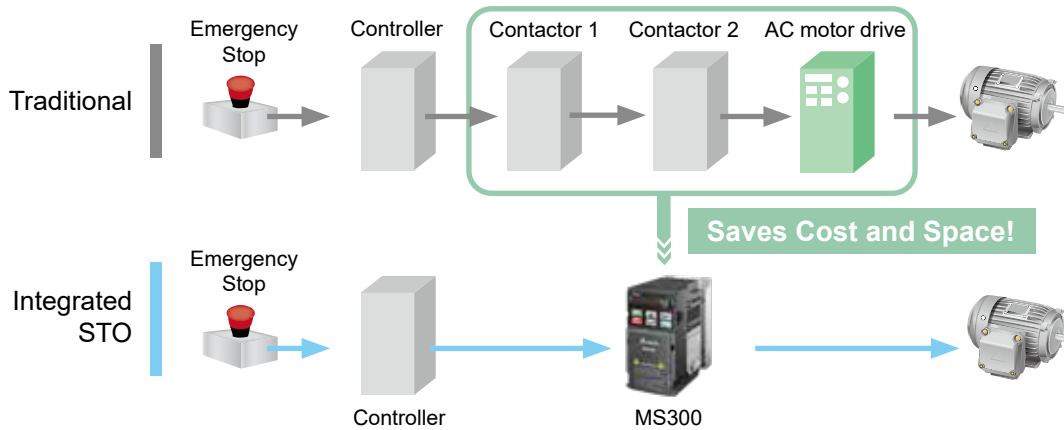 Emergency
Stop
Controller
Contactor 1
Contactor 2
AC motor drive
Traditional
Saves Cost and Space!
Emergency
Stop
Integrated
STO
Controller
MS300